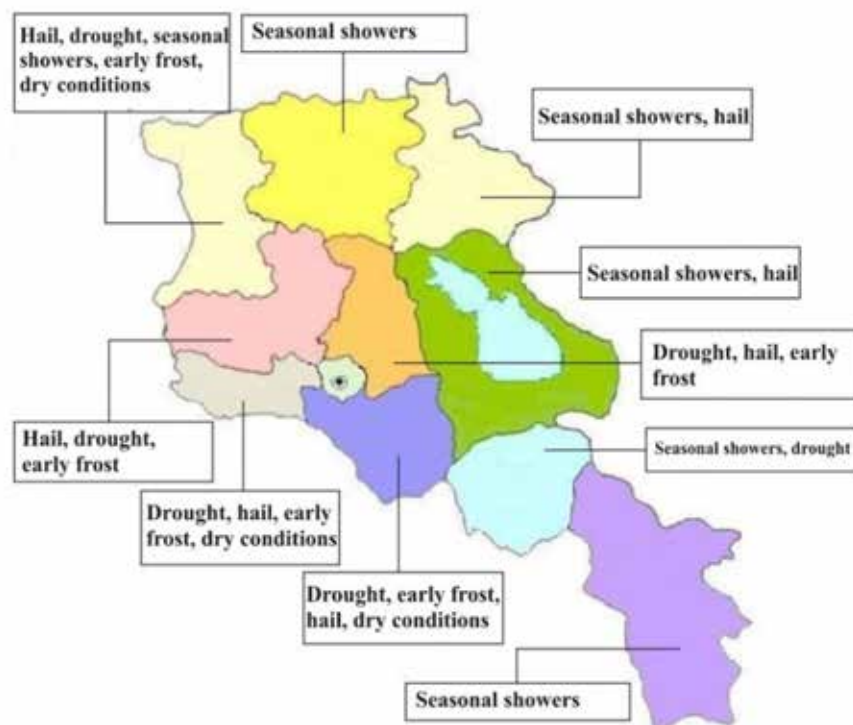 Hail, drought, seasonal
showers, early frost,
dry conditions
Seasonal showers
Seasonal showers, hail
Seasonal showers, hail
Drought, hail, early
frost
Hail, drought,
early frost
Seasonal showers, drought
Drought, hail, early
frost, dry conditions
Drought, early frost,
hail, dry conditions
Seasonal showers